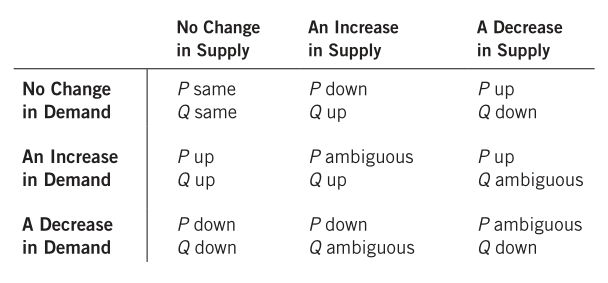 No Change An Increase A Decrease
in Supply in Supply in Supply
No Change P same P down P up
in Demand Q same Q up Q down
An Increase P up P ambiguous P up
in Demand Q up Q up Q ambiguous
A Decrease P down P down P ambiguous
in Demand Q down Q ambiguous Q down